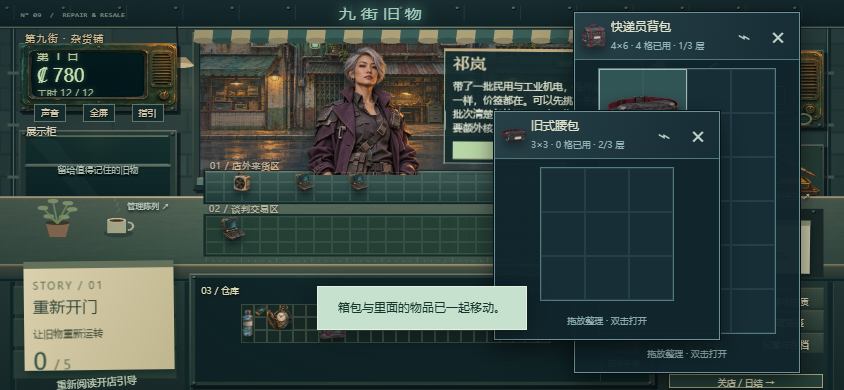 N° 09 / REPAIR & RESALE
九街旧物
第九街 · 杂货铺
第 1 日
₡ 780
工时 12 / 12
声音
全屏
指引
展示柜
留给值得记住的旧物
管理陈列 ↗
STORY / 01
重新开门
让旧物重新运转
0 / 5
重新阅读开店引导
祁岚
带了一批民用与工业机电,
一样，价签都在。可以先挑
批次清楚
要额外核
01 / 店外来货区
02 / 谈判交易区
03 / 仓库
箱包与里面的物品已一起移动。
快递员背包
4×6 · 4 格已用 · 1/3 层
旧式腰包
3×3 · 0 格已用 · 2/3 层
拖放整理 · 双击打开
拖放整理 · 双击打开
关店 / 日结 →